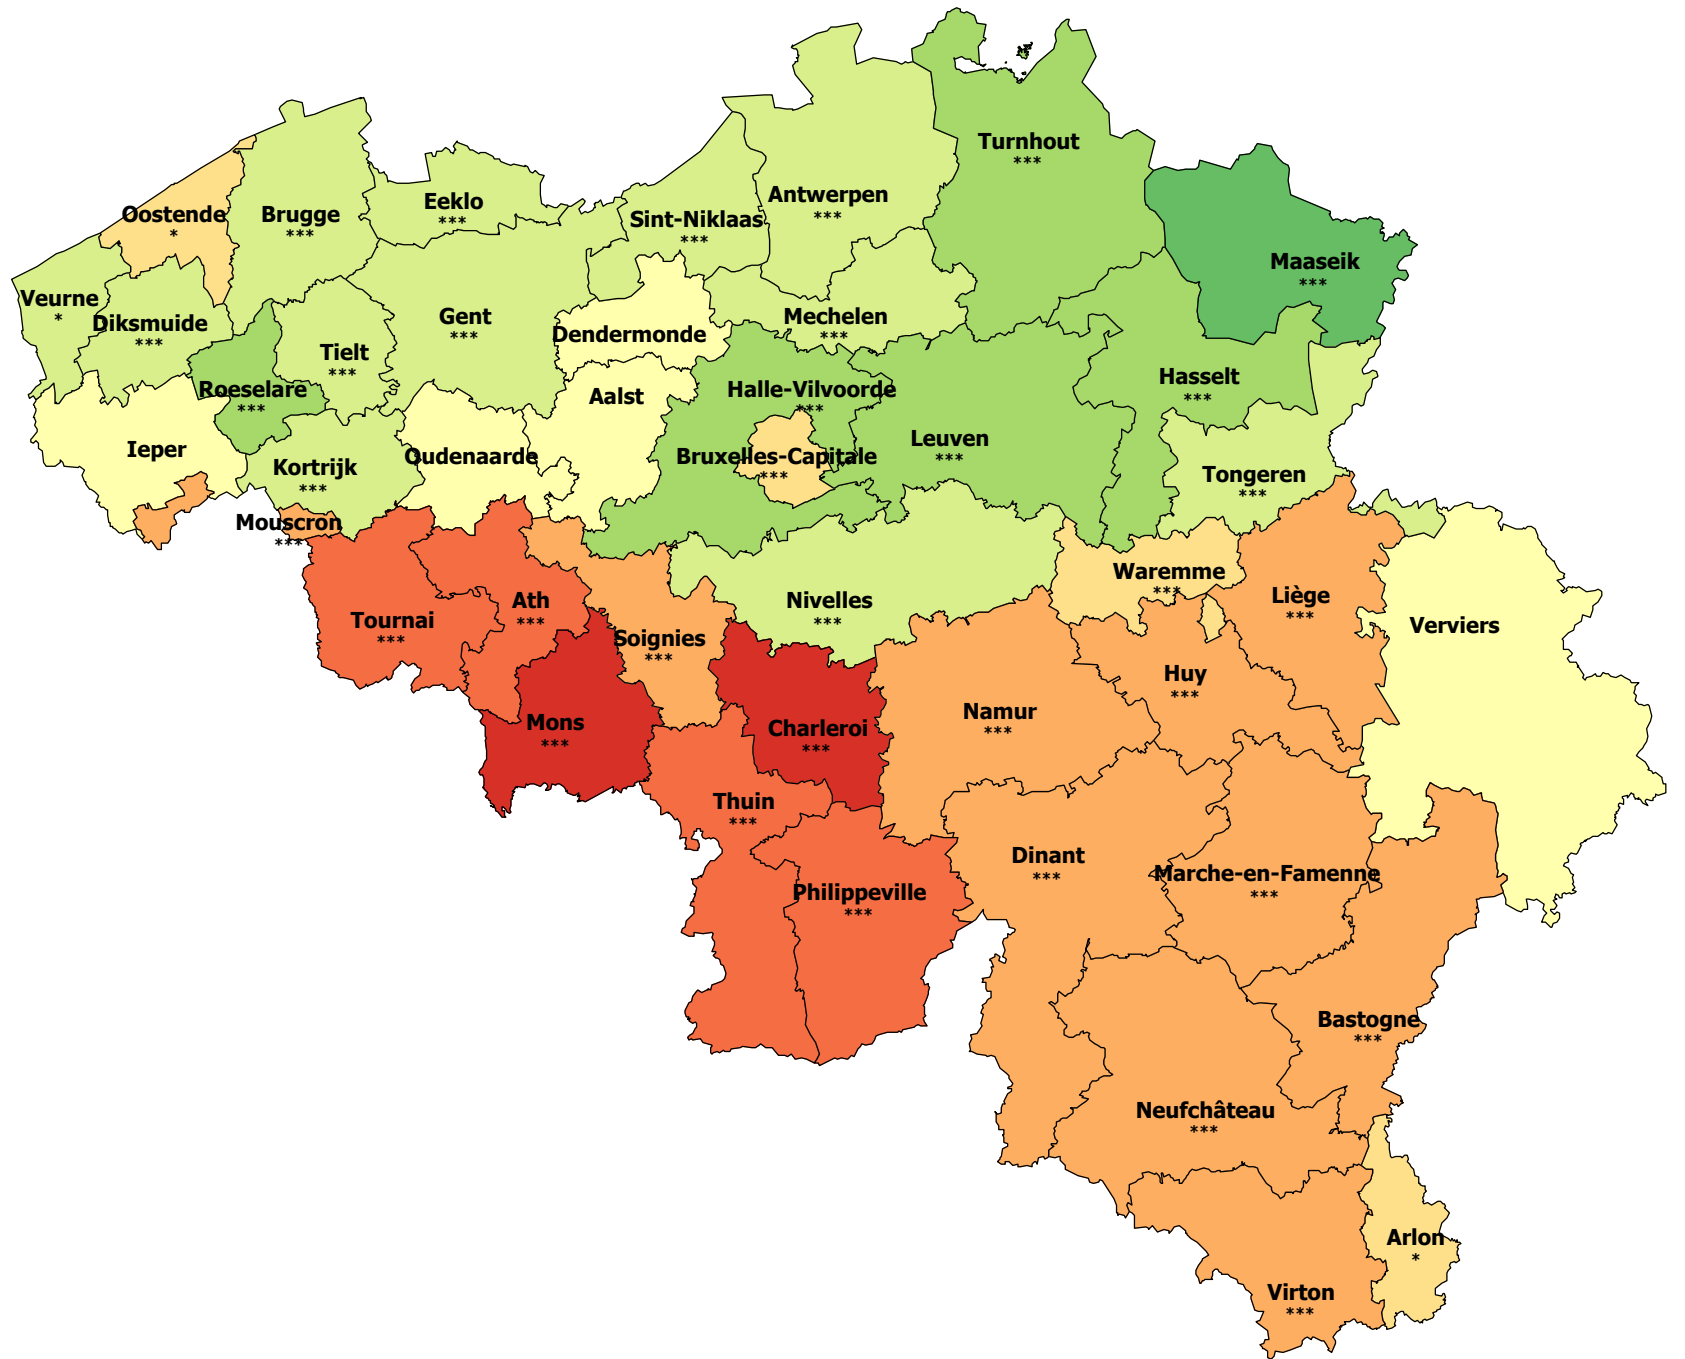 Turnhout
***
Antwerpen
***
Eeklo
***
Oostende
*
Brugge
***
Sint-Niklaas
***
Maaseik
***
Veurne
*
Diksmuide
***
Gent
***
Mechelen
***
Dendermonde
Tielt
***
Roeselare
***
Aalst
Halle-Vilvoorde
***
Hasselt
***
Ieper
Kortrijk
***
Oudenaarde
Bruxelles-Capitale
***
Leuven
***
Tongeren
***
Mouscron
***
Waremme
***
Tournai
***
Ath
***
Soignies
***
Nivelles
***
Liège
***
Verviers
Huy
***
Mons
***
Charleroi
***
Namur
***
Thuin
***
Dinant
***
Marche-en-Famenne
***
Philippeville
***
Bastogne
***
Neufchâteau
***
Arlon
*
Virton
***